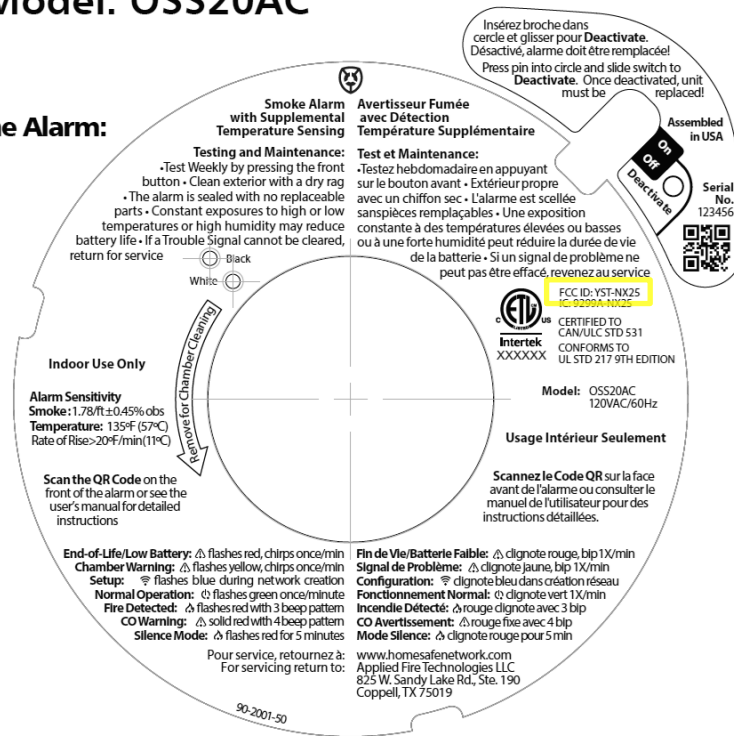 Model: OSS20AC
Insérez broche dans
cercle et glisser pour Deactivate.
Désactivé, alarme doit être remplacée!
Press pin into circle and slide switch to
Deactivate. Once deactivated, unit
must be replaced!
e Alarm:
Assembled
in USA
On
Off
Deactivate
Serial
No.
123456
Smoke Alarm
with Supplemental
Temperature Sensing
Avertisseur Fumée
avec Détection
Température Supplémentaire
Testing and Maintenance:
•Test Weekly by pressing the front
button • Clean exterior with a dry rag
• The alarm is sealed with no replaceable
parts • Constant exposures to high or low
temperatures or high humidity may reduce
battery life • If a Trouble Signal cannot be cleared,
return for service
Test et Maintenance:
•Testez hebdomadaire en appuyant
sur le bouton avant • Extérieur propre
avec un chiffon sec • L'alarme est scellée
sanspièces remplaçables • Une exposition
constante à des températures élevées ou basses
ou à une forte humidité peut réduire la durée de vie
de la batterie • Si un signal de problème ne
peut pas être effacé, revenez au service
Black
White
Remove for Chamber Cleaning
FCC ID: YST-NX25
IC: 9299A-NX25
ETL
C US
LISTED
Intertek
XXXXXX
CERTIFIED TO
CAN/ULC STD 531
CONFORMS TO
UL STD 217 9TH EDITION
Indoor Use Only
Alarm Sensitivity
Smoke: 1.78/ft±0.45% obs
Temperature: 135ºF (57ºC)
Rate of Rise>20ºF/min(11ºC)
Model: OSS20AC
120VAC/60Hz
Usage Intérieur Seulement
Scan the QR Code on the
front of the alarm or see the
user's manual for detailed
instructions
Scannez le Code QR sur la face
avant de l'alarme ou consulter le
manuel de l'utilisateur pour des
instructions détaillées.
End-of-Life/Low Battery: flashes red, chirps once/min
Chamber Warning: flashes yellow, chirps once/min
Setup: flashes blue during network creation
Normal Operation: flashes green once/minute
Fire Detected: flashes red with 3 beep pattern
CO Warning: solid red with 4 beep pattern
Silence Mode: flashes red for 5 minutes
Fin de Vie/Batterie Faible: clignote rouge, bip 1X/min
Signal de Problème: clignote jaune, bip 1X/min
Configuration: clignote bleu dans création réseau
Fonctionnement Normal: clignote vert 1X/min
Incendie Détecté: rouge clignote avec 3 bip
CO Avertissement: rouge fixe avec 4 bip
Mode Silence: clignote rouge pour 5 min
Pour service, retournez à:
For servicing return to:
www.homesafenetwork.com
Applied Fire Technologies LLC
825 W. Sandy Lake Rd., Ste. 190
Coppell, TX 75019
90-2001-50